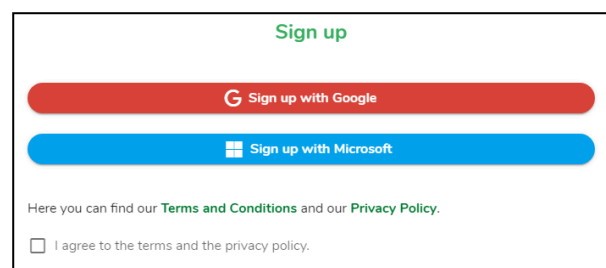 Sign up
Sign up with Google
Sign up with Microsoft
Here you can find our Terms and Conditions and our Privacy Policy.
I agree to the terms and the privacy policy.